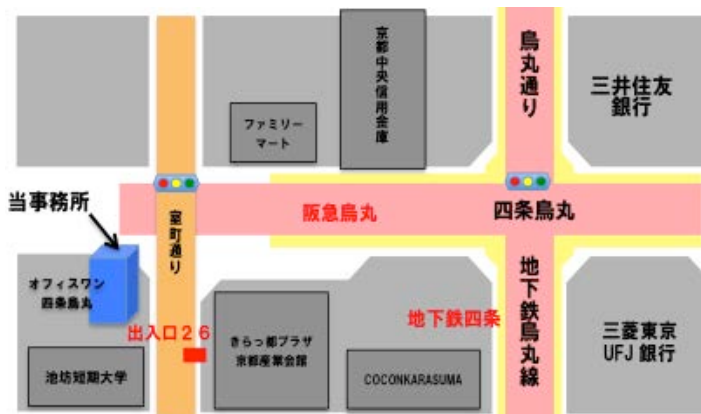 京都中央信用金庫
烏丸通り
三井住友
銀行
ファミリー
マート
当事務所
室町通り
阪急烏丸
四条烏丸
オフィスワン
四条烏丸
出入口26
きらっ都プラザ
京都産業会館
地下鉄四条
地下鉄烏丸線
三菱東京
UFJ 銀行
池坊短期大学
COCONKARASUMA